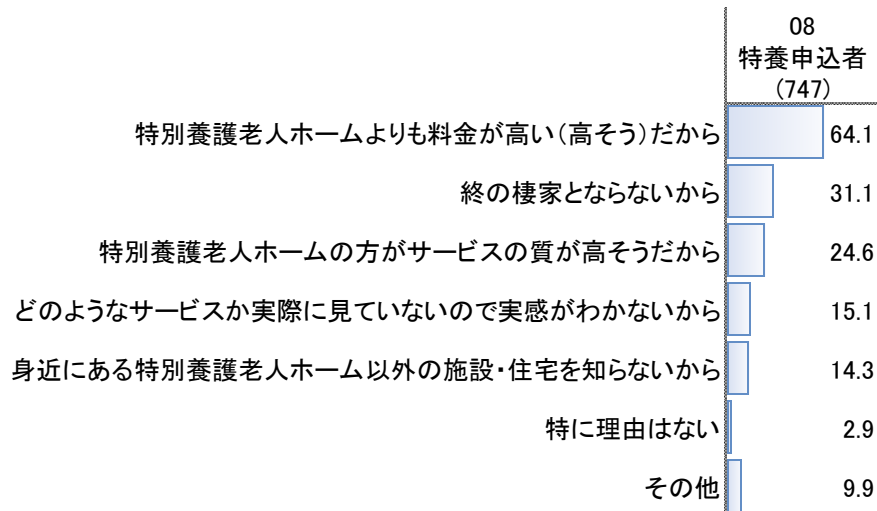 08
特養申込者
(747)
特別養護老人ホームよりも料金が高い(高そう)だから 64.1
終の棲家とならないから 31.1
特別養護老人ホームの方がサービスの質が高そうだから 24.6
どのようなサービスか実際に見ていないので実感がわかないから 15.1
身近にある特別養護老人ホーム以外の施設・住宅を知らないから 14.3
特に理由はない 2.9
その他 9.9